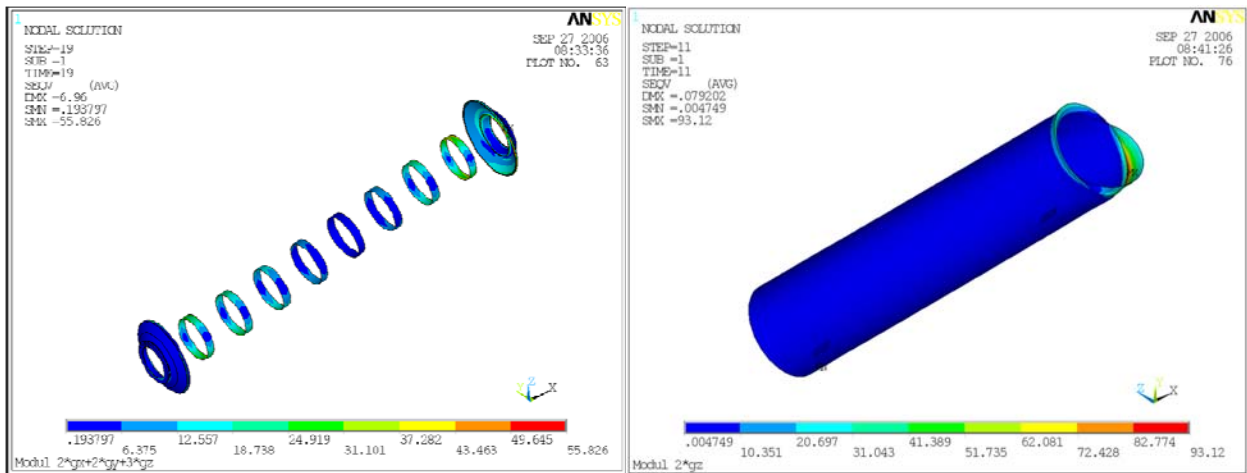 1
ANSYS
NODAL SOLUTION
SEP 27 2006
08:33:36
PLOT NO. 63
STEP=19
SUB =1
TIME=19
SEQV (AVG)
DMX =6.96
SMN =.193797
SMX =55.826
Z
Y
X
.193797 12.557 24.919 37.282 49.645
6.375 18.738 31.101 43.463 55.826
Modul 2*gx+2*gy+3*gz
1
ANSYS
NODAL SOLUTION
SEP 27 2006
08:41:26
PLOT NO. 76
STEP=11
SUB =1
TIME=11
SEQV (AVG)
DMX =.079202
SMN =.004749
SMX =93.12
Z
Y
X
.004749 20.697 41.389 62.081 82.774
10.351 31.043 51.735 72.428 93.12
Modul 2*gz